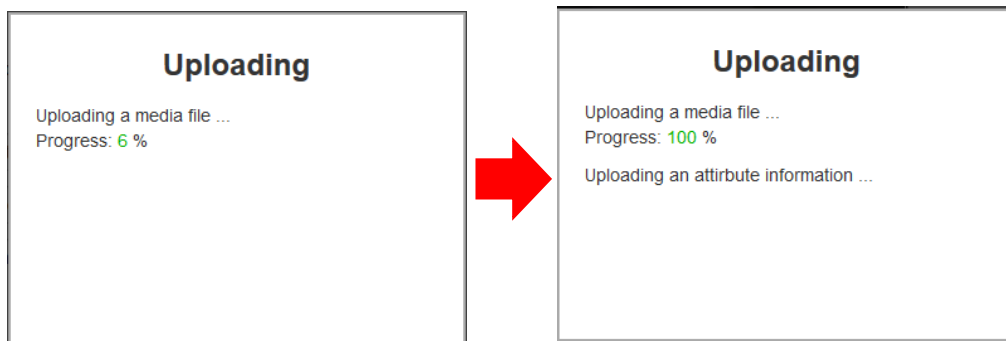 Uploading
Uploading a media file ...
Progress: 6 %
Uploading
Uploading a media file ...
Progress: 100 %
Uploading an attirbute information ...